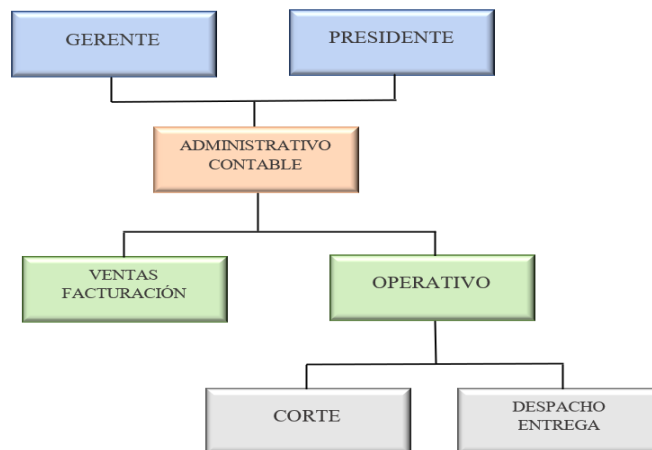 GERENTE
PRESIDENTE
ADMINISTRATIVO
CONTABLE
VENTAS
FACTURACIÓN
OPERATIVO
CORTE
DESPACHO
ENTREGA